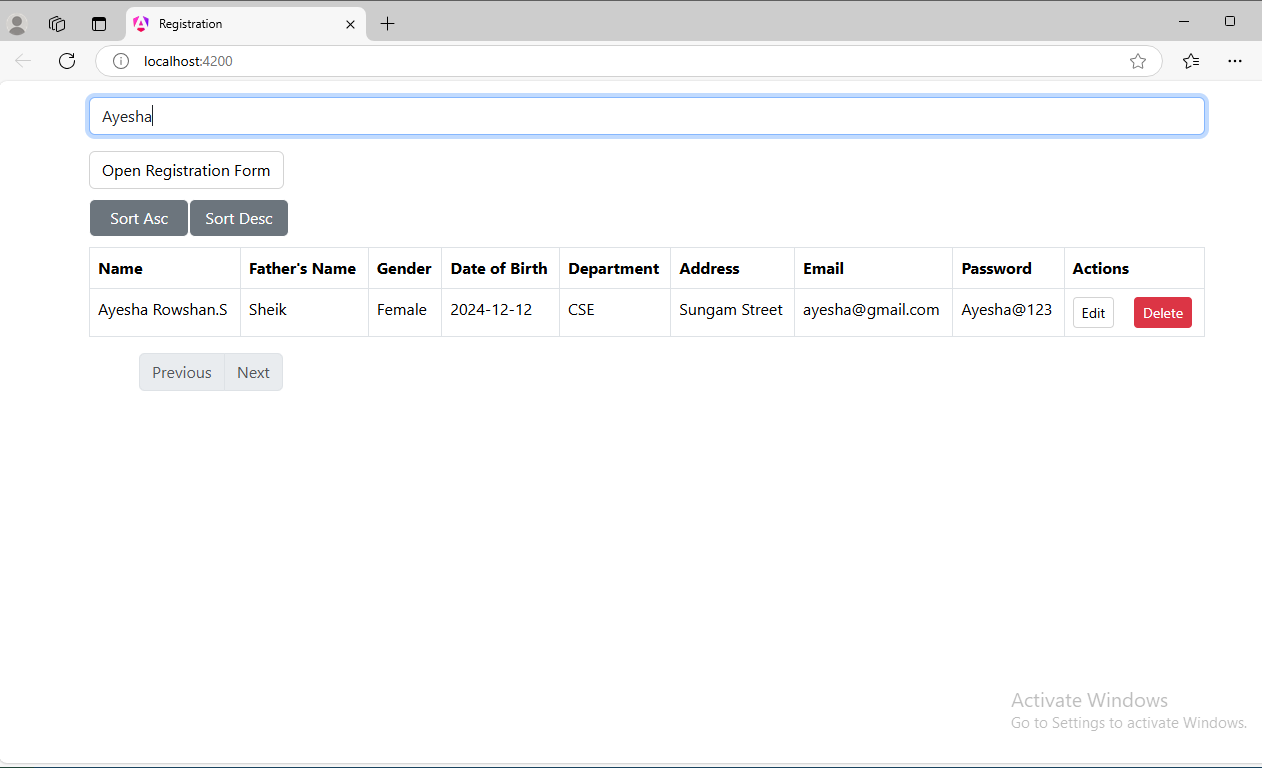 Registration
localhost:4200
Ayesha
Open Registration Form
Sort Asc Sort Desc
Name Father's Name Gender Date of Birth Department Address Email Password Actions
Ayesha Rowshan.S Sheik Female 2024-12-12 CSE Sungam Street ayesha@gmail.com Ayesha@123 Edit Delete
Previous Next
Activate Windows
Go to Settings to activate Windows.